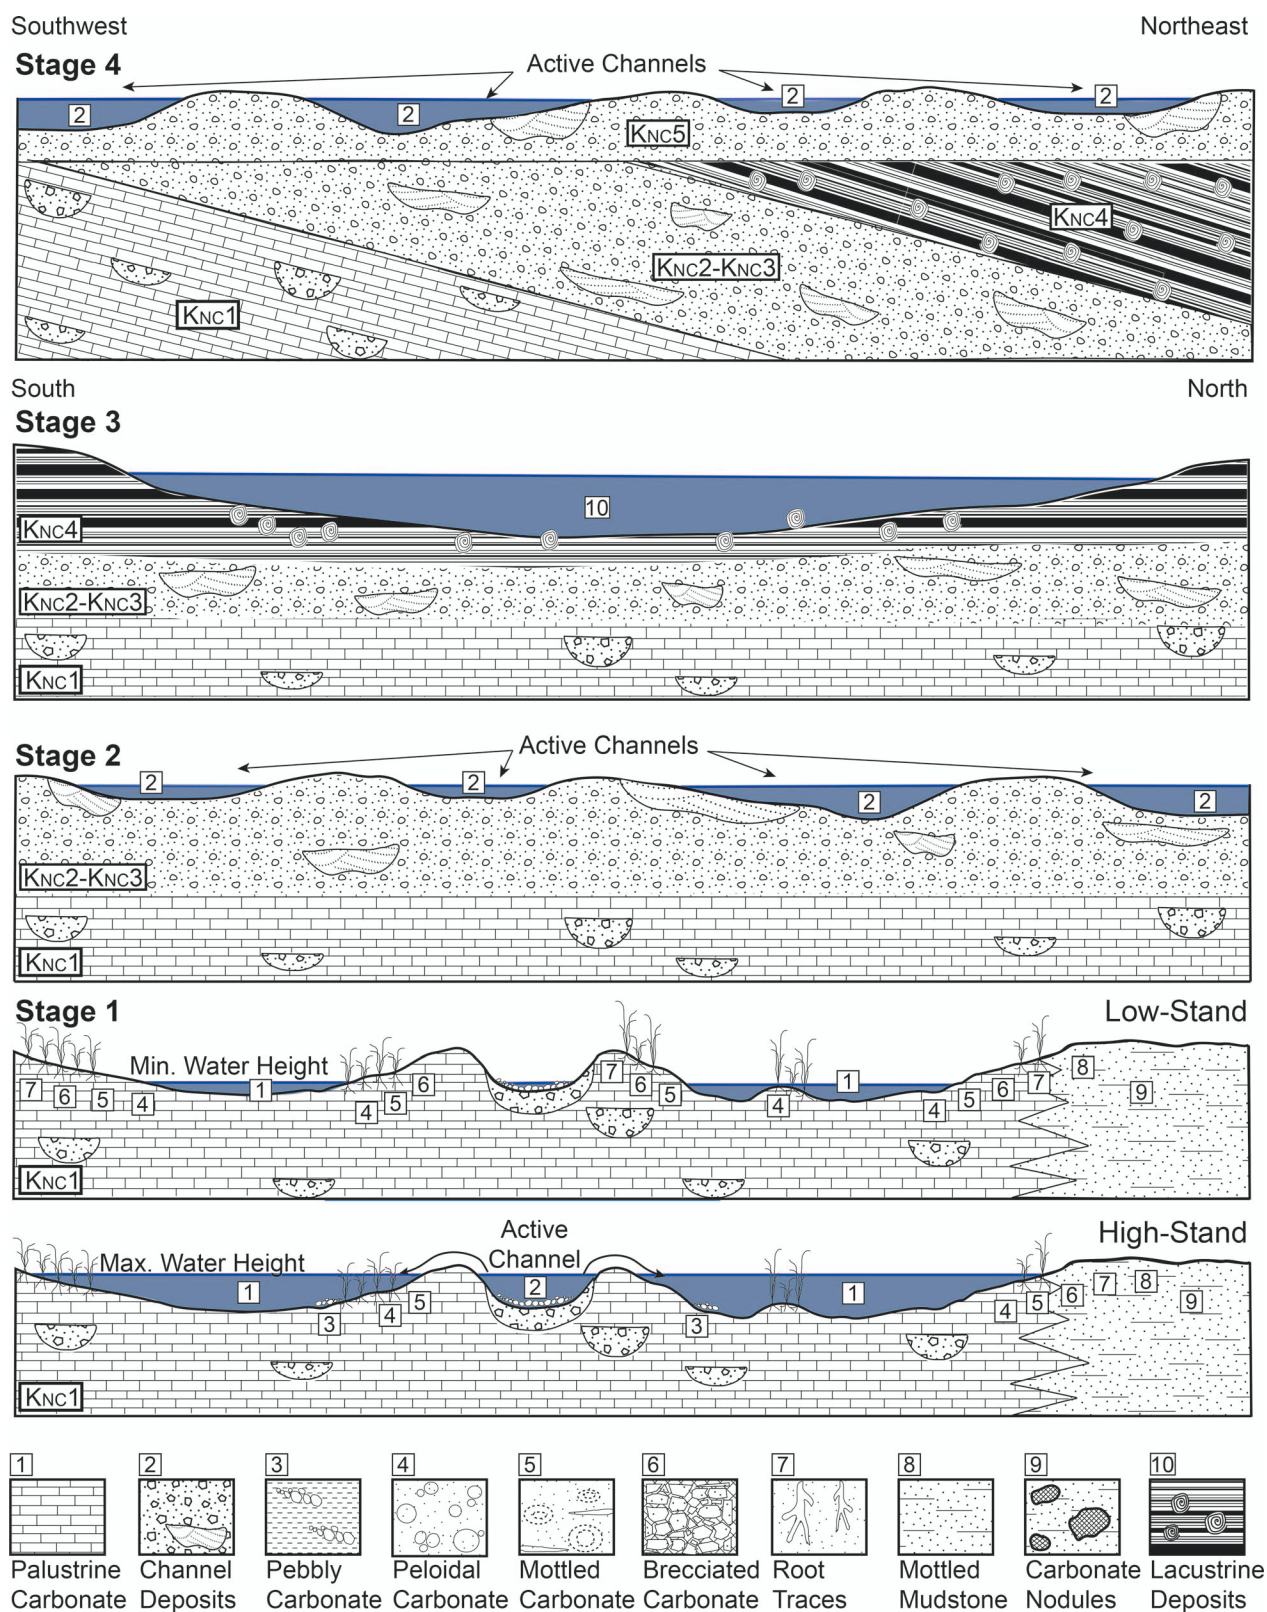 Southwest Northeast
Stage 4 Active Channels
2 2 2 2
KNC5
KNC4
KNC2-KNC3
KNC1
South North
Stage 3
10
KNC4
KNC2-KNC3
KNC1
Stage 2 Active Channels
2 2 2 2
KNC2-KNC3
KNC1
Stage 1 Low-Stand
Min. Water Height
7 6 5 4 1 4 5 6 2 7 6 5 4 1 4 5 6 7 8 9
KNC1
Active
Channel High-Stand
Max. Water Height
1 3 4 5 2 3 1 4 5 6 7 8 9
KNC1
1 2 3 4 5 6 7 8 9 10
Palustrine Channel Pebbly Peloidal Mottled Brecciated Root Mottled Carbonate Lacustrine
Carbonate Deposits Carbonate Carbonate Carbonate Carbonate Traces Mudstone Nodules Deposits